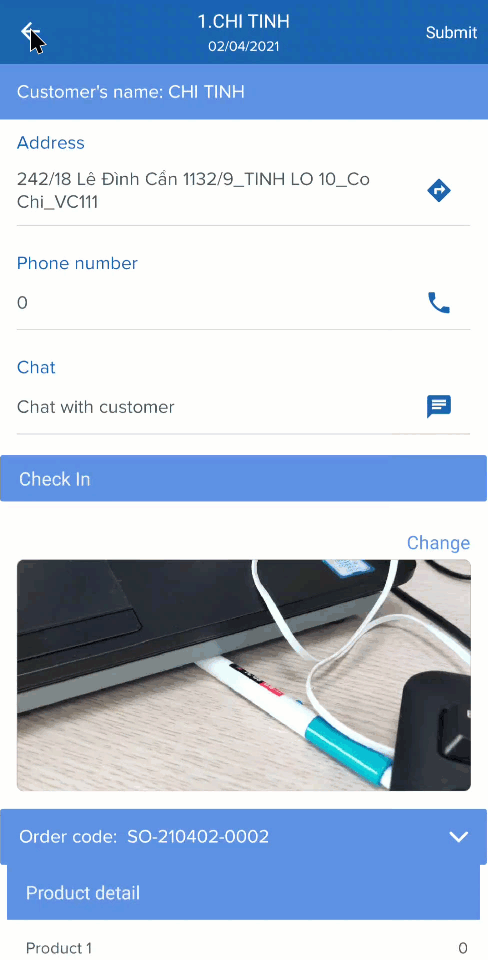 1.CHI TINH
02/04/2021
Submit
Customer's name: CHI TINH
Address
242/18 Lê Đình Cẩn 1132/9_TINH LO 10_Co
Chi_VC111
Phone number
0
Chat
Chat with customer
Check In
Change
Order code: SO-210402-0002
Product detail
Product 1 0